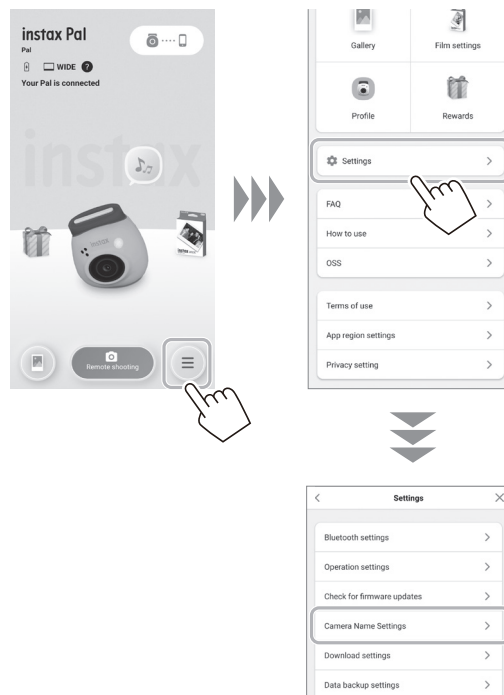 instax Pal
Pal
WIDE ?
Your Pal is connected
instax
instax
Remote shooting
Gallery
Film settings
Profile
Rewards
Settings
FAQ
How to use
OSS
Terms of use
App region settings
Privacy setting
Settings
Bluetooth settings
Operation settings
Check for firmware updates
Camera Name Settings
Download settings
Data backup settings